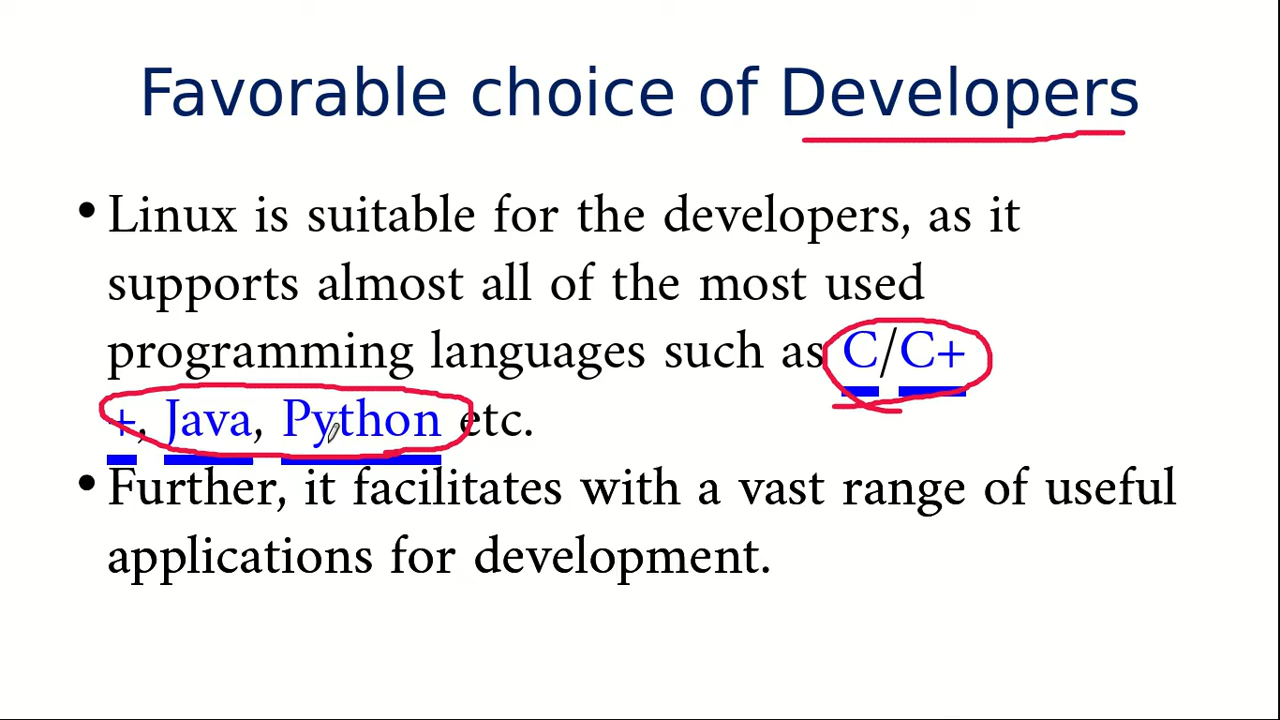 Favorable choice of Developers
• Linux is suitable for the developers, as it
supports almost all of the most used
programming languages such as C/C+
+, Java, Python etc.
• Further, it facilitates with a vast range of useful
applications for development.